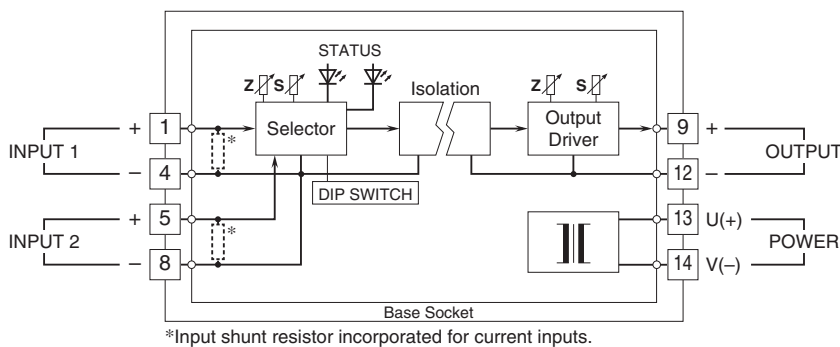 STATUS
Z S
Isolation
Z S
+ 1
Selector
Output
Driver
9 +
INPUT 1
*
OUTPUT
– 4
12 –
DIP SWITCH
+ 5
13 U(+)
INPUT 2
*
POWER
– 8
14 V(–)
Base Socket
*Input shunt resistor incorporated for current inputs.